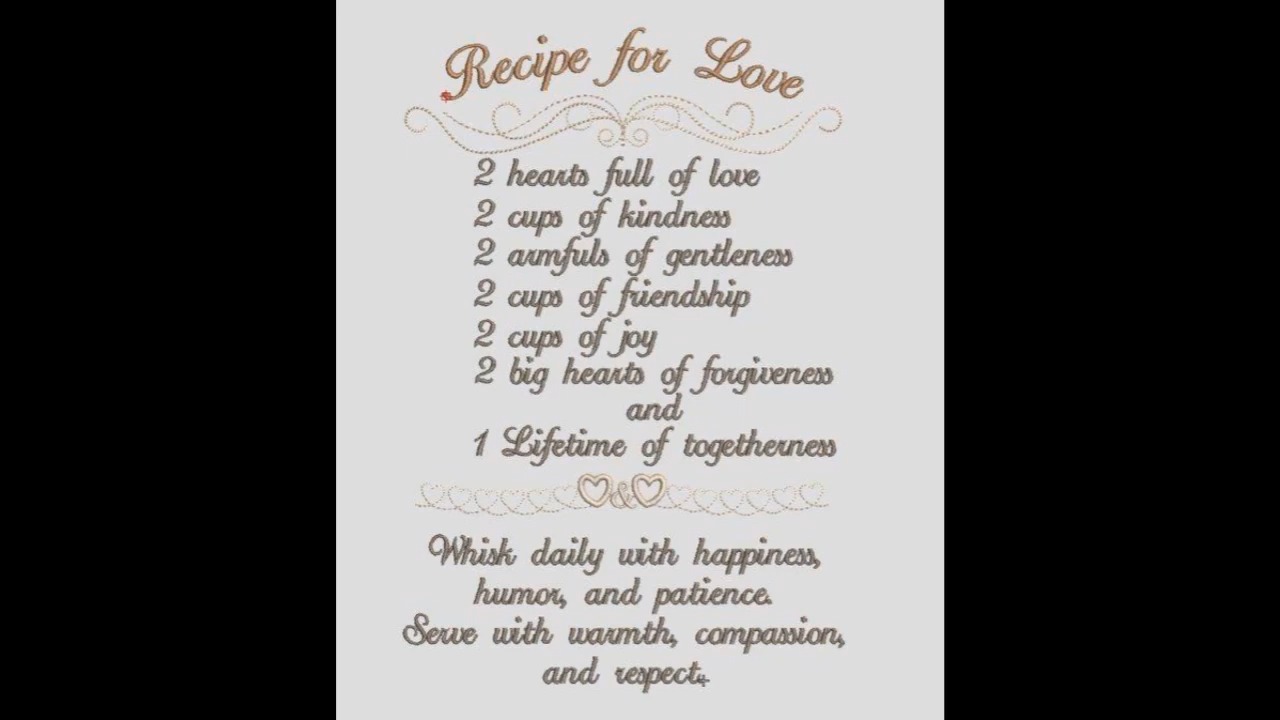 Recipe for Love
2 hearts full of love
2 cups of kindness
2 armfuls of gentleness
2 cups of friendship
2 cups of joy
2 big hearts of forgiveness
and
1 Lifetime of togetherness
&
Whisk daily with happiness,
humor, and patience.
Serve with warmth, compassion,
and respect.